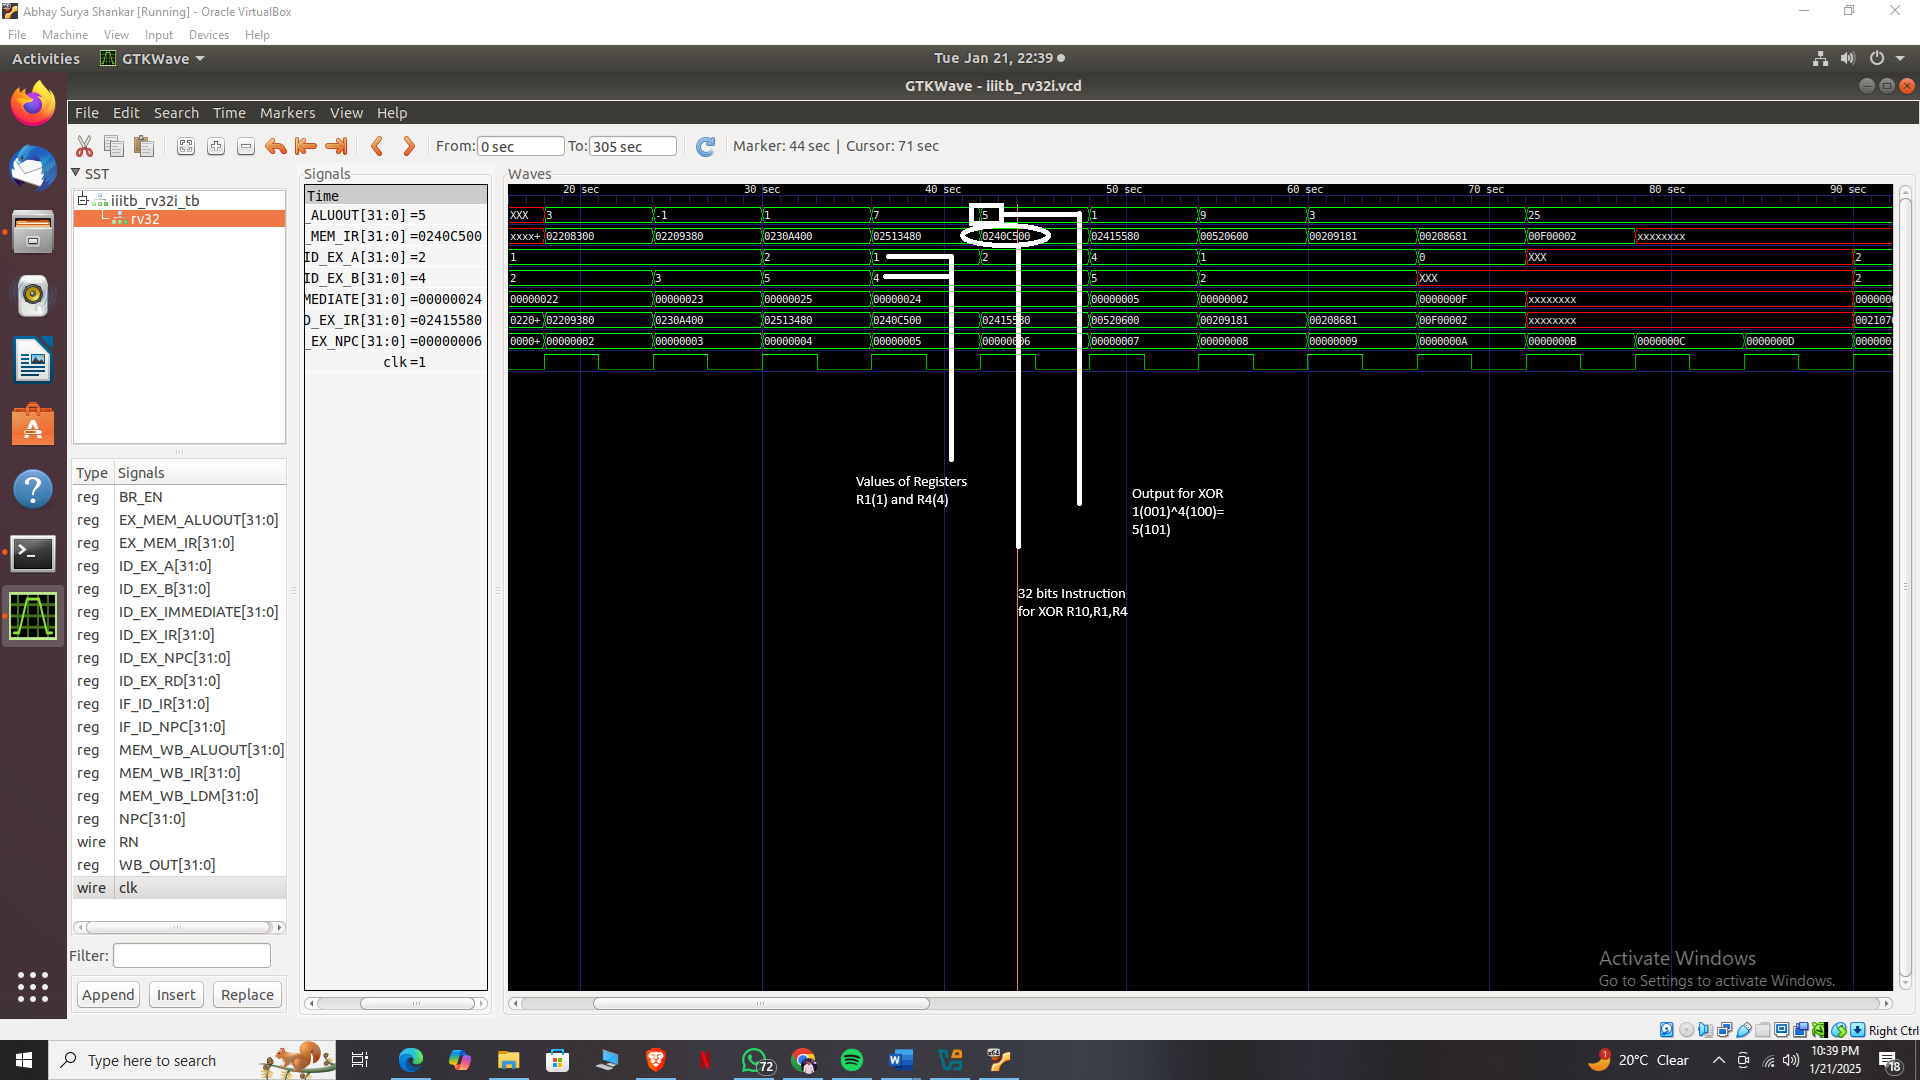 Abhay Surya Shankar [Running] - Oracle VirtualBox
File Machine View Input Devices Help
Activities GTKWave Tue Jan 21, 22:39
GTKWave - iiitb_rv32i.vcd
File Edit Search Time Markers View Help
From: 0 sec To: 305 sec Marker: 44 sec | Cursor: 71 sec
SST
iiitb_rv32i_tb
rv32
Type Signals
reg BR_EN
reg EX_MEM_ALUOUT[31:0]
reg EX_MEM_IR[31:0]
reg ID_EX_A[31:0]
reg ID_EX_B[31:0]
reg ID_EX_IMMEDIATE[31:0]
reg ID_EX_IR[31:0]
reg ID_EX_NPC[31:0]
reg ID_EX_RD[31:0]
reg IF_ID_IR[31:0]
reg IF_ID_NPC[31:0]
reg MEM_WB_ALUOUT[31:0]
reg MEM_WB_IR[31:0]
reg MEM_WB_LDM[31:0]
reg NPC[31:0]
wire RN
reg WB_OUT[31:0]
wire clk
Filter:
Append Insert Replace
Signals
Time
_ALUOUT[31:0] =5
_MEM_IR[31:0] =0240C500
ID_EX_A[31:0] =2
ID_EX_B[31:0] =4
MEDIATE[31:0] =00000024
D_EX_IR[31:0] =02415580
_EX_NPC[31:0] =00000006
clk =1
Waves
20 sec 30 sec 40 sec 50 sec 60 sec 70 sec 80 sec 90 sec
XXX 3 -1 1 7 5 1 9 3 25
xxxx+ 02208300 02209380 0230A400 02513480 0240C500 02415580 00520600 00209181 00208681 00F00002 xxxxxxxx
1 2 1 2 4 1 0 XXX 2
2 3 5 4 5 2 XXX 2
00000022 00000023 00000025 00000024 00000005 00000002 0000000F xxxxxxxx 000000
0220+ 02209380 0230A400 02513480 0240C500 02415580 00520600 00209181 00208681 00F00002 xxxxxxxx 00210
0000+ 00000002 00000003 00000004 00000005 00000006 00000007 00000008 00000009 0000000A 0000000B 0000000C 0000000D 000000
Values of Registers
R1(1) and R4(4)
Output for XOR
1(001)^4(100)=
5(101)
32 bits Instruction
for XOR R10,R1,R4
Activate Windows
Go to Settings to activate Windows.
Right Ctrl
Type here to search
72
1
20°C Clear
10:39 PM
1/21/2025
18